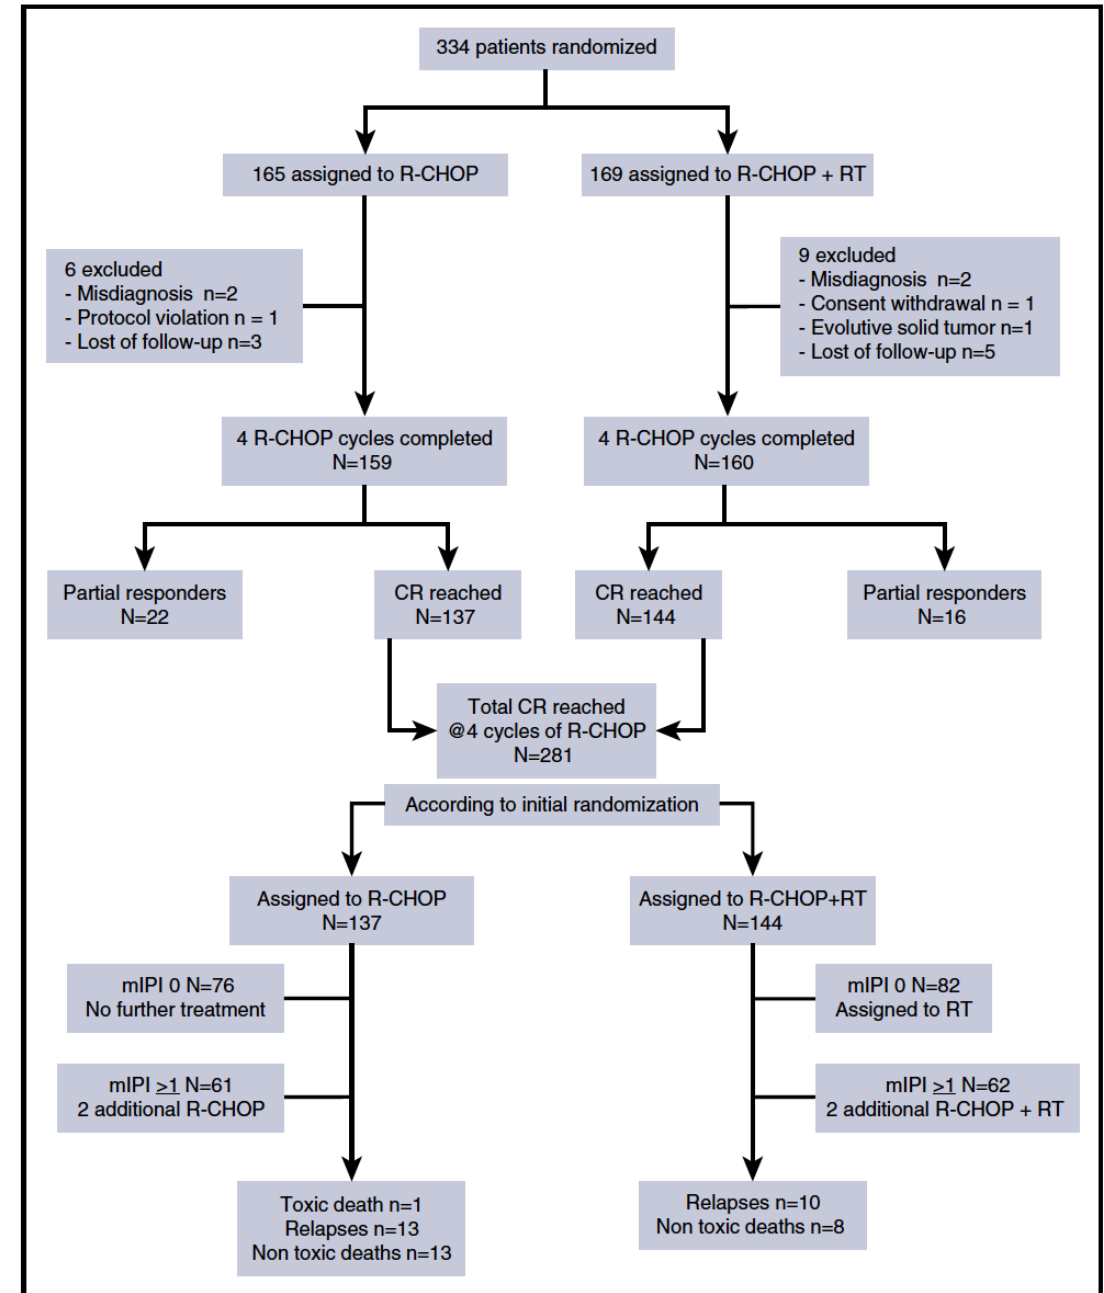 334 patients randomized
165 assigned to R-CHOP
169 assigned to R-CHOP + RT
6 excluded
- Misdiagnosis n=2
- Protocol violation n = 1
- Lost of follow-up n=3
9 excluded
- Misdiagnosis n=2
- Consent withdrawal n = 1
- Evolutive solid tumor n=1
- Lost of follow-up n=5
4 R-CHOP cycles completed
N=159
4 R-CHOP cycles completed
N=160
Partial responders
N=22
CR reached
N=137
CR reached
N=144
Partial responders
N=16
Total CR reached
@4 cycles of R-CHOP
N=281
According to initial randomization
Assigned to R-CHOP
N=137
Assigned to R-CHOP+RT
N=144
mIPI 0 N=76
No further treatment
mIPI 0 N=82
Assigned to RT
mIPI >1 N=61
2 additional R-CHOP
mIPI >1 N=62
2 additional R-CHOP + RT
Toxic death n=1
Relapses n=13
Non toxic deaths n=13
Relapses n=10
Non toxic deaths n=8